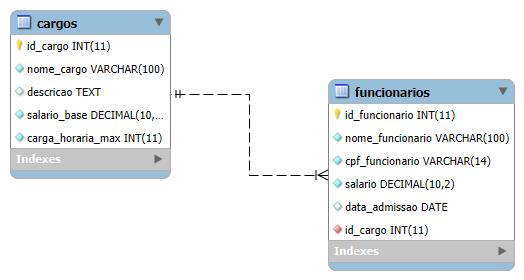 cargos
id_cargo INT(11)
nome_cargo VARCHAR(100)
descricao TEXT
salario_base DECIMAL(10,...
carga_horaria_max INT(11)
Indexes
funcionarios
id_funcionario INT(11)
nome_funcionario VARCHAR(100)
cpf_funcionario VARCHAR(14)
salario DECIMAL(10,2)
data_admissao DATE
id_cargo INT(11)
Indexes